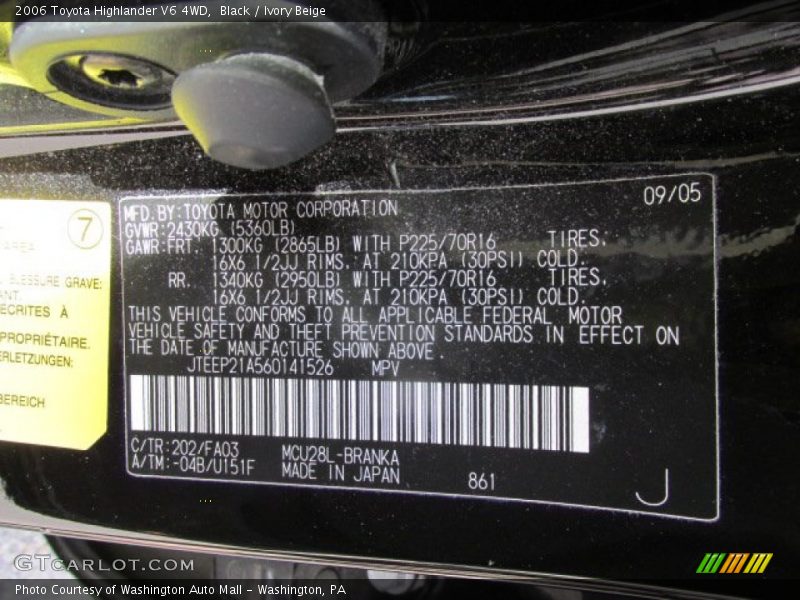 2006 Toyota Highlander V6 4WD, Black / Ivory Beige
7
BLESSURE GRAVE:
ECRITES À
PROPRIÉTAIRE.
ERLETZUNGEN:
BEREICH
09/05
MFD. BY: TOYOTA MOTOR CORPORATION
GVWR: 2430KG (5360LB)
GAWR: FRT. 1300KG (2865LB) WITH P225/70R16 TIRES.
16X6 1/2JJ RIMS. AT 210KPA (30PSI) COLD.
RR. 1340KG (2950LB) WITH P225/70R16 TIRES.
16X6 1/2JJ RIMS. AT 210KPA (30PSI) COLD.
THIS VEHICLE CONFORMS TO ALL APPLICABLE FEDERAL MOTOR
VEHICLE SAFETY AND THEFT PREVENTION STANDARDS IN EFFECT ON
THE DATE OF MANUFACTURE SHOWN ABOVE.
JTEEP21A560141526 MPV
C/TR: 202/FA03 MCU28L-BRANKA
A/TM: -04B/U151F MADE IN JAPAN 861 J
GTCARLOT.COM
Photo Courtesy of Washington Auto Mall - Washington, PA